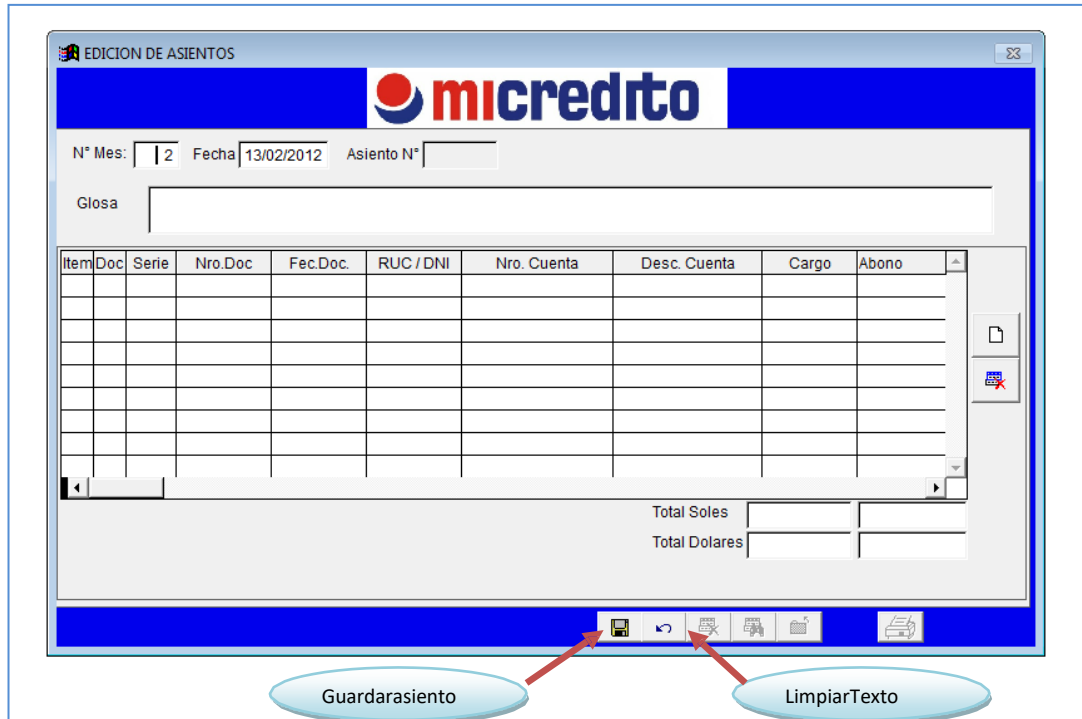 EDICION DE ASIENTOS
micredito
N° Mes: 2 Fecha 13/02/2012 Asiento N°
Glosa
Item Doc Serie Nro.Doc Fec.Doc. RUC / DNI Nro. Cuenta Desc. Cuenta Cargo Abono
Total Soles
Total Dolares
Guardarasiento LimpiarTexto